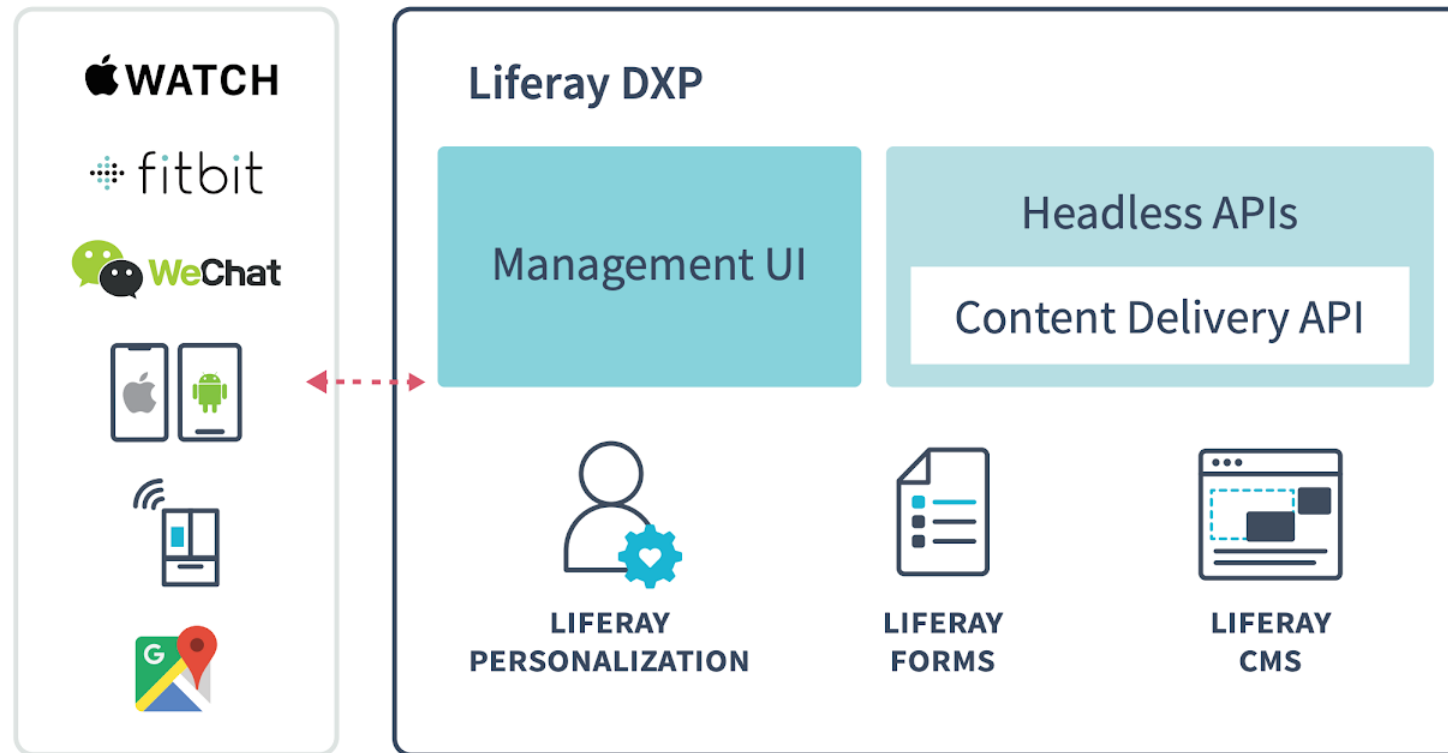 WATCH
fitbit
WeChat
G
Liferay DXP
Management UI
Headless APIs
Content Delivery API
LIFERAY
PERSONALIZATION
LIFERAY
FORMS
LIFERAY
CMS